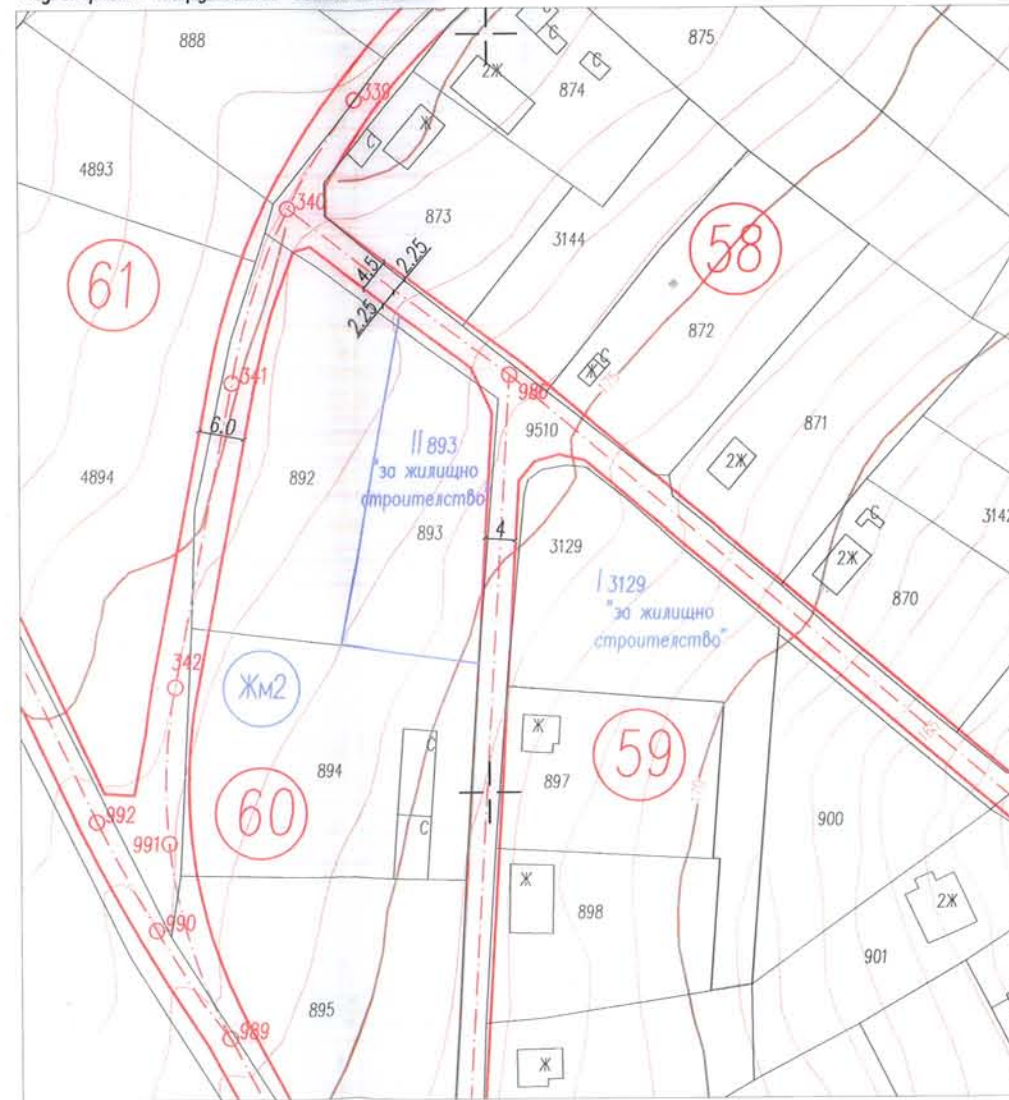 888
875
С
С
2Ж
874
339
Ж
С
4893
340
873
3144
58
4.5
2.25
2.25
61
872
341
986
Ж
С
6.0
9510
871
II 893
"за жилищно
строителство"
2Ж
4894
892
893
4
3129
С
3142
2Ж
870
I 3129
"за жилищно
строителство"
342
Жм2
Ж
59
894
С
897
60
992
991
С
900
Ж
898
990
2Ж
901
895
989
Ж